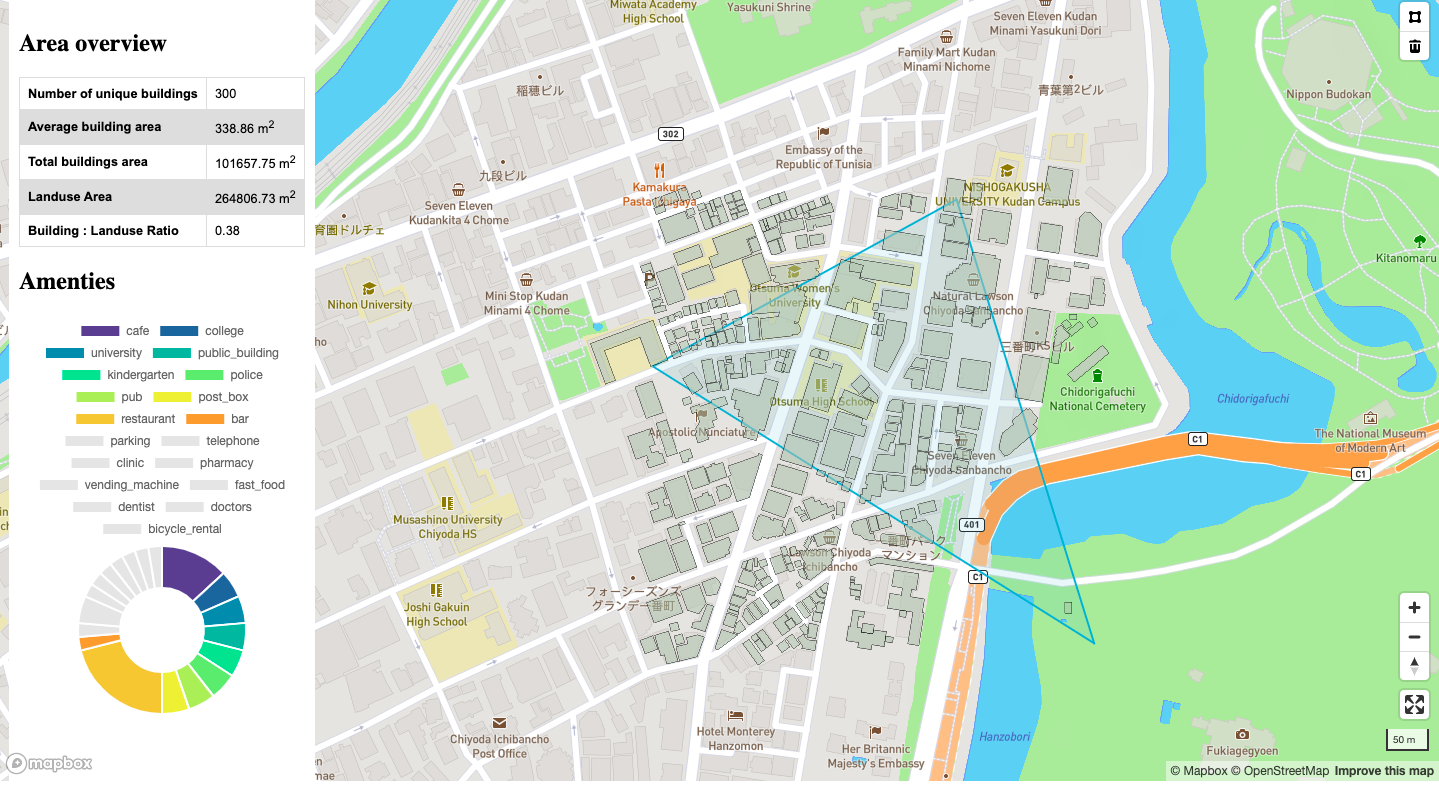 Area overview
Number of unique buildings 300
Average building area 338.86 m2
Total buildings area 101657.75 m2
Landuse Area 264806.73 m2
Building : Landuse Ratio 0.38
Amenties
cafe college
university public_building
kindergarten police
pub post_box
restaurant bar
parking telephone
clinic pharmacy
vending_machine fast_food
dentist doctors
bicycle_rental
mapbox
Miwata Academy
High School
Yasukuni Shrine
Seven Eleven Kudan
Minami Yasukuni Dori
Family Mart Kudan
Minami Nichome
稲穂ビル
青葉第2ビル
Nippon Budokan
302
Embassy of the
Republic of Tunisia
九段ビル
Kamakura
Pasta Ichigaya
NISHOGAKUSHA
UNIVERSITY Kudan Campus
Seven Eleven
Kudankita 4 Chome
育園ドルチェ
Kitanomaru
P
Otsuma Women's
University
Nihon University
Mini Stop Kudan
Minami 4 Chome
Natural Lawson
Chiyoda Sanbancho
ho
三番町KSビル
Chidorigafuchi
National Cemetery
Chidorigafuchi
Otsuma High School
Apostolic Nunciature
The National Museum
of Modern Art
C1
C1
Seven Eleven
Chiyoda Sanbancho
Musashino University
Chiyoda HS
401
一番町パーク
マンション
Lawson Chiyoda
Ichibancho
C1
フォーシーズンズ
グランデ一番町
Joshi Gakuin
High School
Chiyoda Ichibancho
Post Office
Hotel Monterey
Hanzomon
Her Britannic
Majesty's Embassy
Hanzobori
Fukiagegyoen
50 m
mae
© Mapbox © OpenStreetMap Improve this map